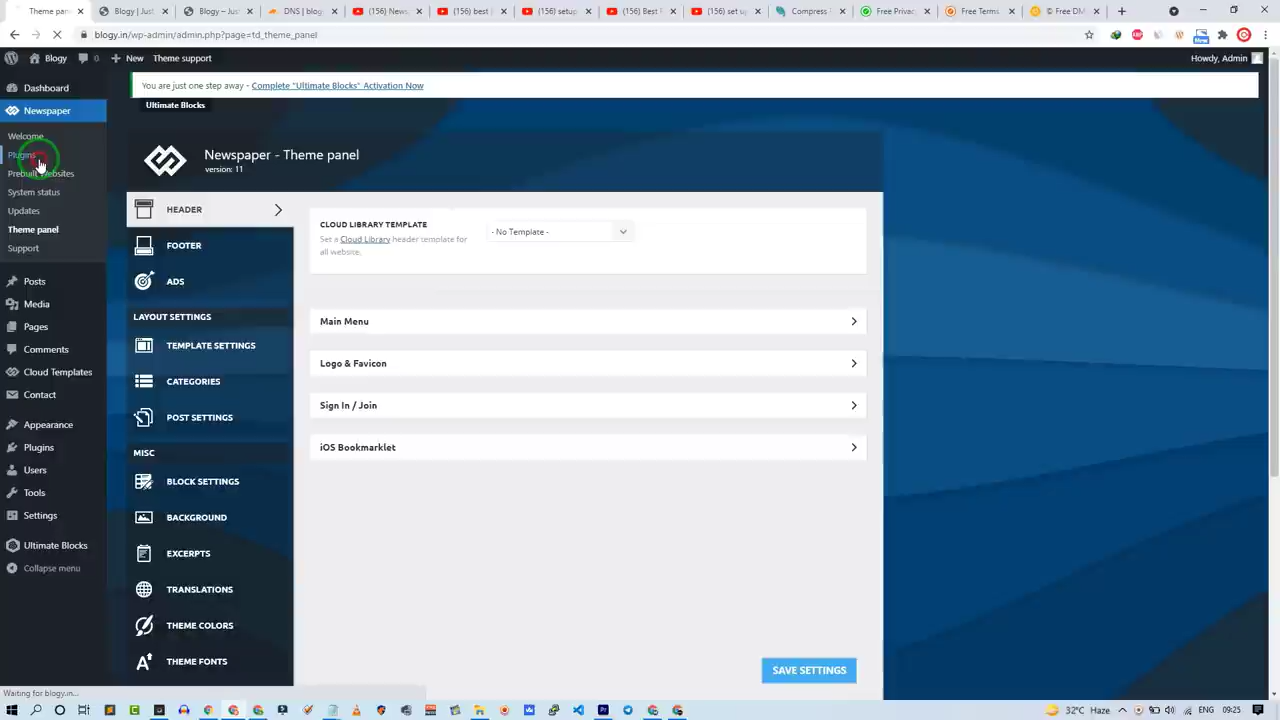 Theme pane
Blogy | Just
Blogy | Just
DNS |
(156) best
(156) setup
(156) Best
(156) setup
Compress
Free Privac
Free Terms
© Free DM
blogy.in/wp-admin/admin.php?page=td_theme_panel
New
Blogy
0
New
Theme support
Howdy, Admin
Dashboard
Newspaper
Welcome
Plugins
Prebuilt Websites
System status
Updates
Theme panel
Support
Posts
Media
Pages
Comments
Cloud Templates
Contact
Appearance
Plugins
Users
Tools
Settings
Ultimate Blocks
Collapse menu
You are just one step away - Complete "Ultimate Blocks" Activation Now
Ultimate Blocks
Newspaper - Theme panel
version: 11
HEADER
FOOTER
ADS
LAYOUT SETTINGS
TEMPLATE SETTINGS
CATEGORIES
POST SETTINGS
MISC
BLOCK SETTINGS
BACKGROUND
EXCERPTS
TRANSLATIONS
THEME COLORS
THEME FONTS
CLOUD LIBRARY TEMPLATE
Set a Cloud Library header template for
all website.
- No Template -
Main Menu
Logo & Favicon
Sign In / Join
iOS Bookmarklet
SAVE SETTINGS
Waiting for blogy.in...
32°C Haze
ENG
09:25